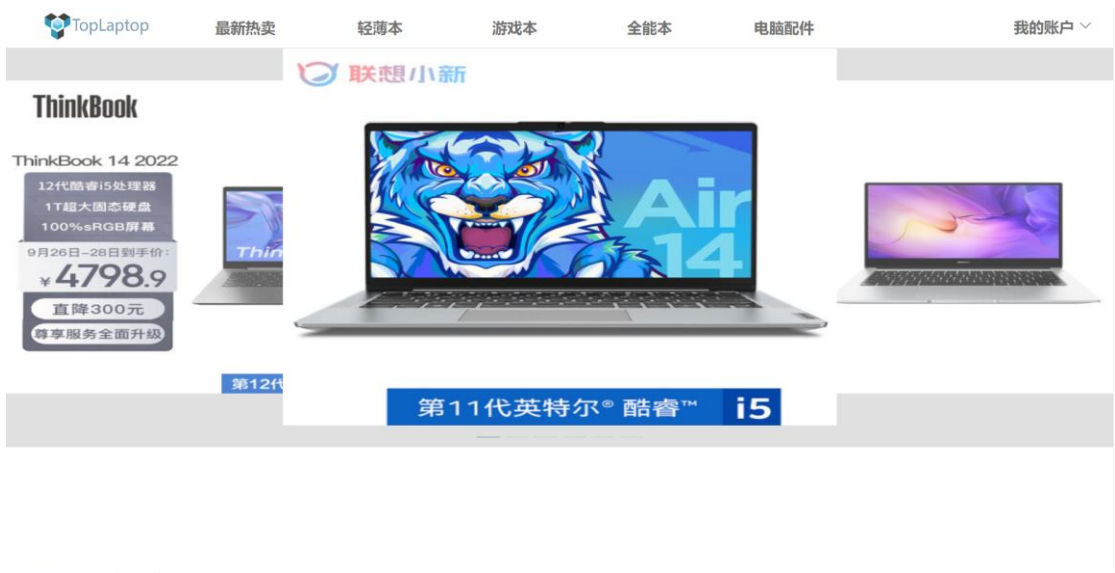 TopLaptop
最新热卖
轻薄本
游戏本
全能本
电脑配件
我的账户
ThinkBook
ThinkBook 14 2022
12代酷睿i5处理器
1T超大固态硬盘
100%sRGB屏幕
9月26日-28日到手价:
¥4798.9
直降300元
尊享服务全面升级
Thin
第12代
联想小新
Air
14
第11代英特尔® 酷睿™ i5